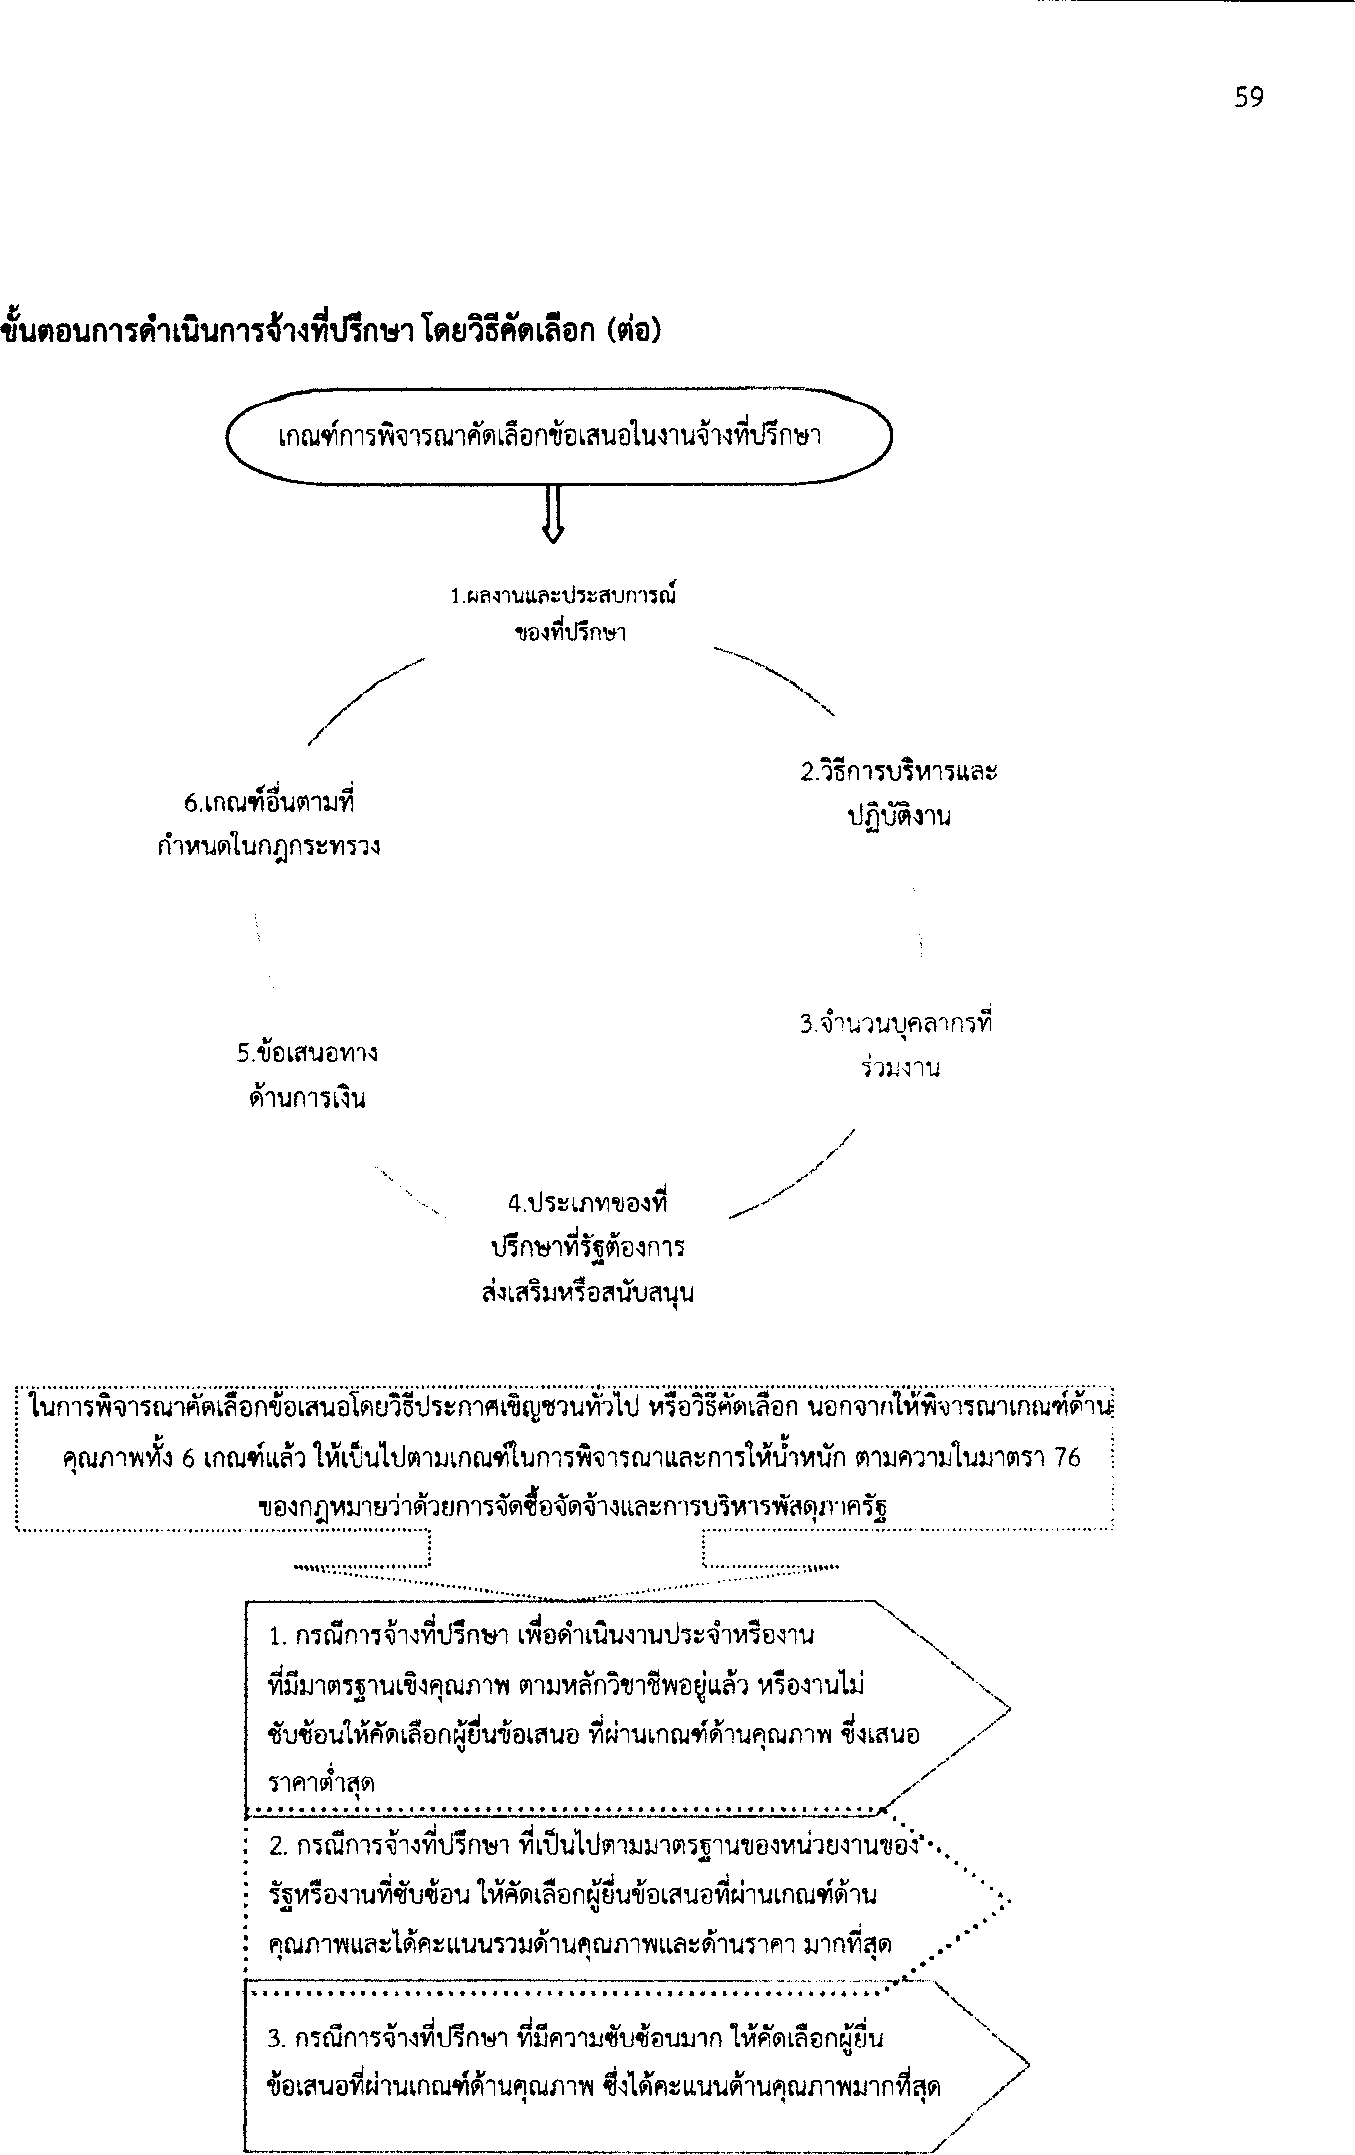 59
ขั้นตอนการดำเนินการจ้างที่ปรึกษา โดยวิธีคัดเลือก (ต่อ)
เกณฑ์การพิจารณาคัดเลือกข้อเสนอในงานจ้างที่ปรึกษา
1.ผลงานและประสบการณ์
ของที่ปรึกษา
2.วิธีการบริหารและ
ปฏิบัติงาน
3.จำนวนบุคลากรที่
ร่วมงาน
4.ประเภทของที่
ปรึกษาที่รัฐต้องการ
ส่งเสริมหรือสนับสนุน
5.ข้อเสนอทาง
ด้านการเงิน
6.เกณฑ์อื่นตามที่
กำหนดในกฎกระทรวง
ในการพิจารณาคัดเลือกข้อเสนอโดยวิธีประกาศเชิญชวนทั่วไป หรือวิธีคัดเลือก นอกจากให้พิจารณาเกณฑ์ด้าน
คุณภาพทั้ง 6 เกณฑ์แล้ว ให้เป็นไปตามเกณฑ์ในการพิจารณาและการให้น้ำหนัก ตามความในมาตรา 76
ของกฎหมายว่าด้วยการจัดซื้อจัดจ้างและการบริหารพัสดุภาครัฐ
1. กรณีการจ้างที่ปรึกษา เพื่อดำเนินงานประจำหรืองาน
ที่มีมาตรฐานเชิงคุณภาพ ตามหลักวิชาชีพอยู่แล้ว หรืองานไม่
ซับซ้อนให้คัดเลือกผู้ยื่นข้อเสนอ ที่ผ่านเกณฑ์ด้านคุณภาพ ซึ่งเสนอ
ราคาต่ำสุด
2. กรณีการจ้างที่ปรึกษา ที่เป็นไปตามมาตรฐานของหน่วยงานของ
รัฐหรืองานที่ซับซ้อน ให้คัดเลือกผู้ยื่นข้อเสนอที่ผ่านเกณฑ์ด้าน
คุณภาพและได้คะแนนรวมด้านคุณภาพและด้านราคา มากที่สุด
3. กรณีการจ้างที่ปรึกษา ที่มีความซับซ้อนมาก ให้คัดเลือกผู้ยื่น
ข้อเสนอที่ผ่านเกณฑ์ด้านคุณภาพ ซึ่งได้คะแนนด้านคุณภาพมากที่สุด